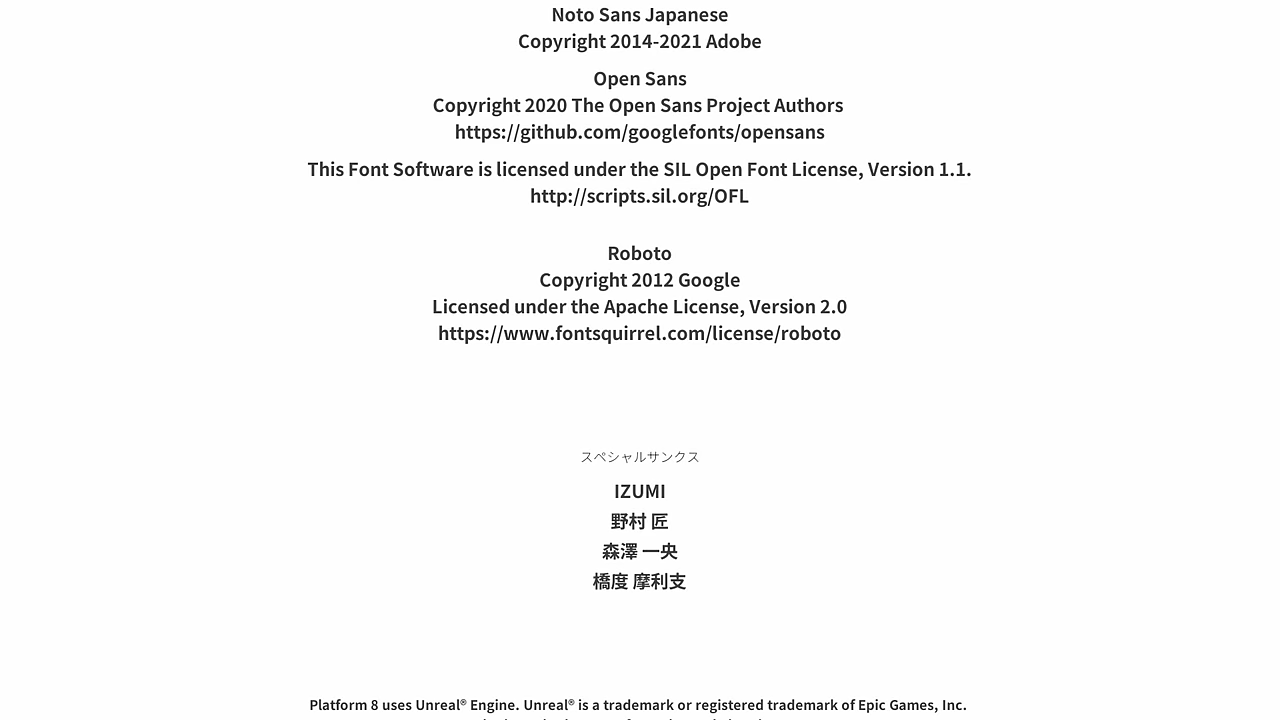 Noto Sans Japanese
Copyright 2014-2021 Adobe
Open Sans
Copyright 2020 The Open Sans Project Authors
https://github.com/googlefonts/opensans
This Font Software is licensed under the SIL Open Font License, Version 1.1.
http://scripts.sil.org/OFL
Roboto
Copyright 2012 Google
Licensed under the Apache License, Version 2.0
https://www.fontsquirrel.com/license/roboto
スペシャルサンクス
IZUMI
野村 匠
森澤 一央
橋度 摩利支
Platform 8 uses Unreal® Engine. Unreal® is a trademark or registered trademark of Epic Games, Inc.